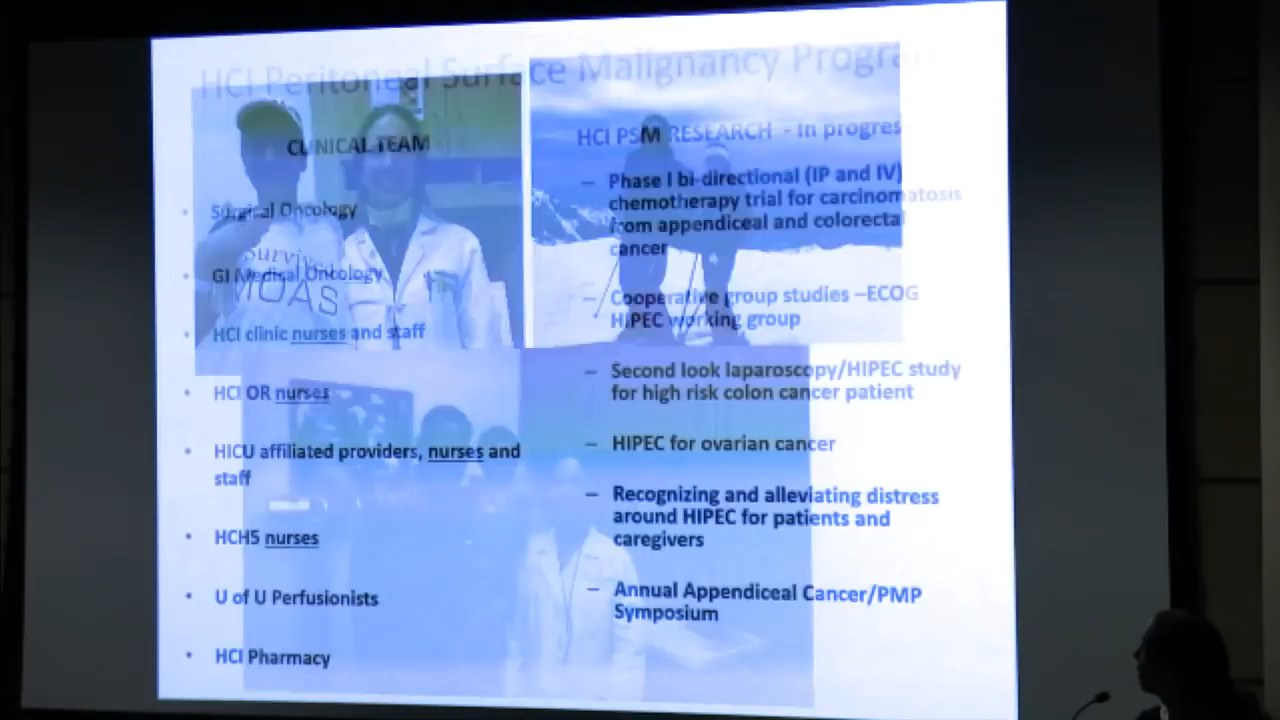 HCI Peritoneal Surface Malignancy
CLINICAL TEAM
Surgical Oncology
GI Medical Oncology
HCI clinic nurses and staff
HCI OR nurses
HICU affiliated providers, nurses and
staff
HCH5 nurses
U of U Perfusionists
HCI Pharmacy
HCI PSM RESEARCH - In
– Phase I bi-directional (IP and IV)
chemotherapy trial for carcinomatosis
from appendiceal and colorectal
cancer
– Cooperative group studies –ECOG
HIPEC working group
– Second look laparoscopy/HIPEC study
for high risk colon cancer patient
– HIPEC for ovarian cancer
– Recognizing and alleviating distress
around HIPEC for patients and
caregivers
– Annual Appendiceal Cancer/PMP
Symposium